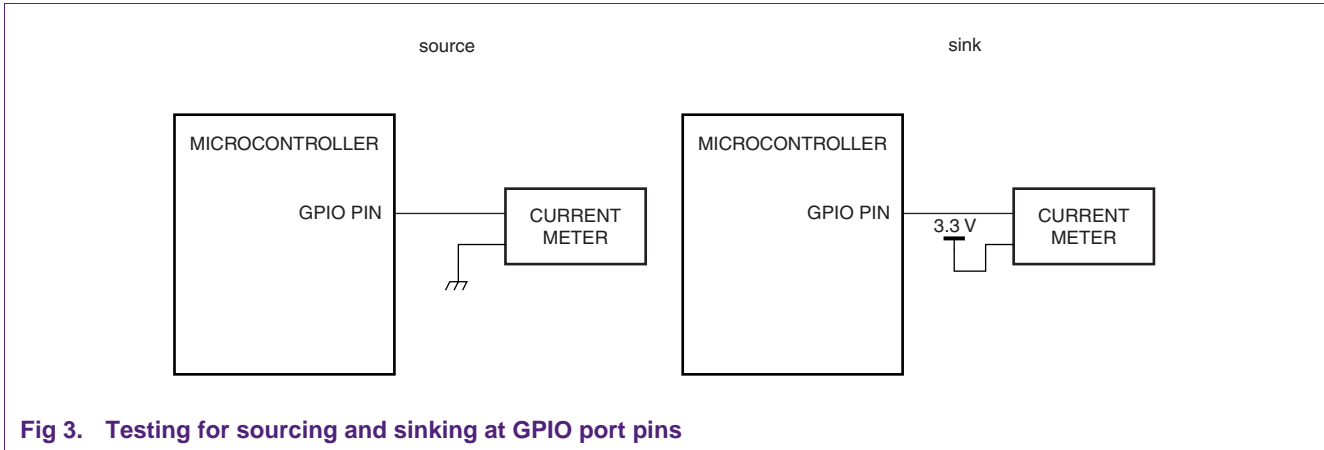 source
sink
MICROCONTROLLER
GPIO PIN
CURRENT
METER
MICROCONTROLLER
GPIO PIN
3.3 V
CURRENT
METER
Fig 3. Testing for sourcing and sinking at GPIO port pins